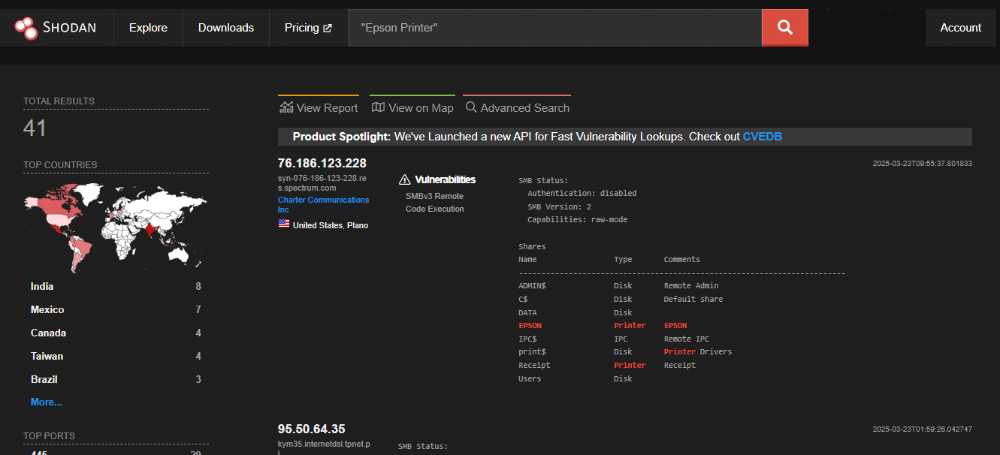 SHODAN Explore Downloads Pricing "Epson Printer" Account
TOTAL RESULTS
41
TOP COUNTRIES
India 8
Mexico 7
Canada 4
Taiwan 4
Brazil 3
More...
TOP PORTS
445 29
View Report View on Map Advanced Search
Product Spotlight: We've Launched a new API for Fast Vulnerability Lookups. Check out CVEDB
76.186.123.228
2025-03-23T09:55:37.801833
syn-076-186-123-228.re
s.spectrum.com
Charter Communications
Inc
United States, Plano
Vulnerabilities
SMBv3 Remote
Code Execution
SMB Status:
Authentication: disabled
SMB Version: 2
Capabilities: raw-mode
Shares
Name Type Comments
------------------------------------------------------------------------
ADMIN$ Disk Remote Admin
C$ Disk Default share
DATA Disk
EPSON Printer EPSON
IPC$ IPC Remote IPC
print$ Disk Printer Drivers
Receipt Printer Receipt
Users Disk
95.50.64.35
2025-03-23T01:59:26.042747
kym35.internetdsl.tpnet.p
l
SMB Status: